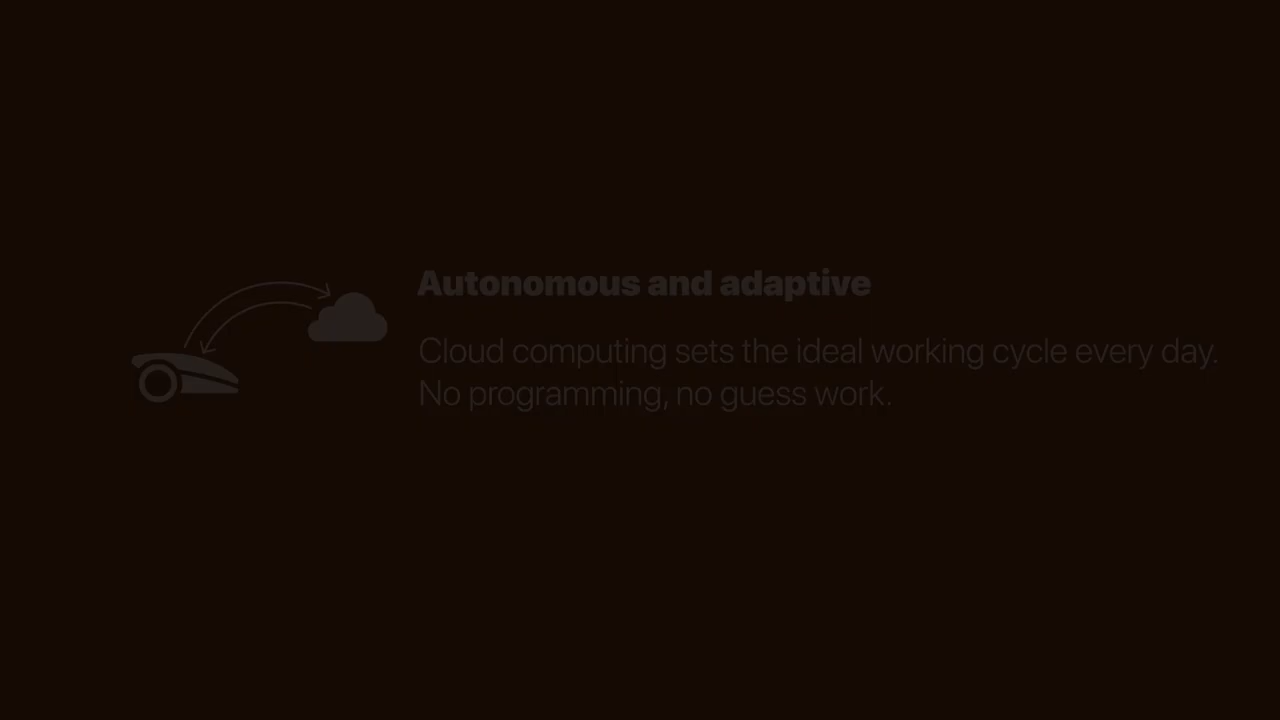 Autonomous and adaptive
Cloud computing sets the ideal working cycle every day.
No programming, no guess work.